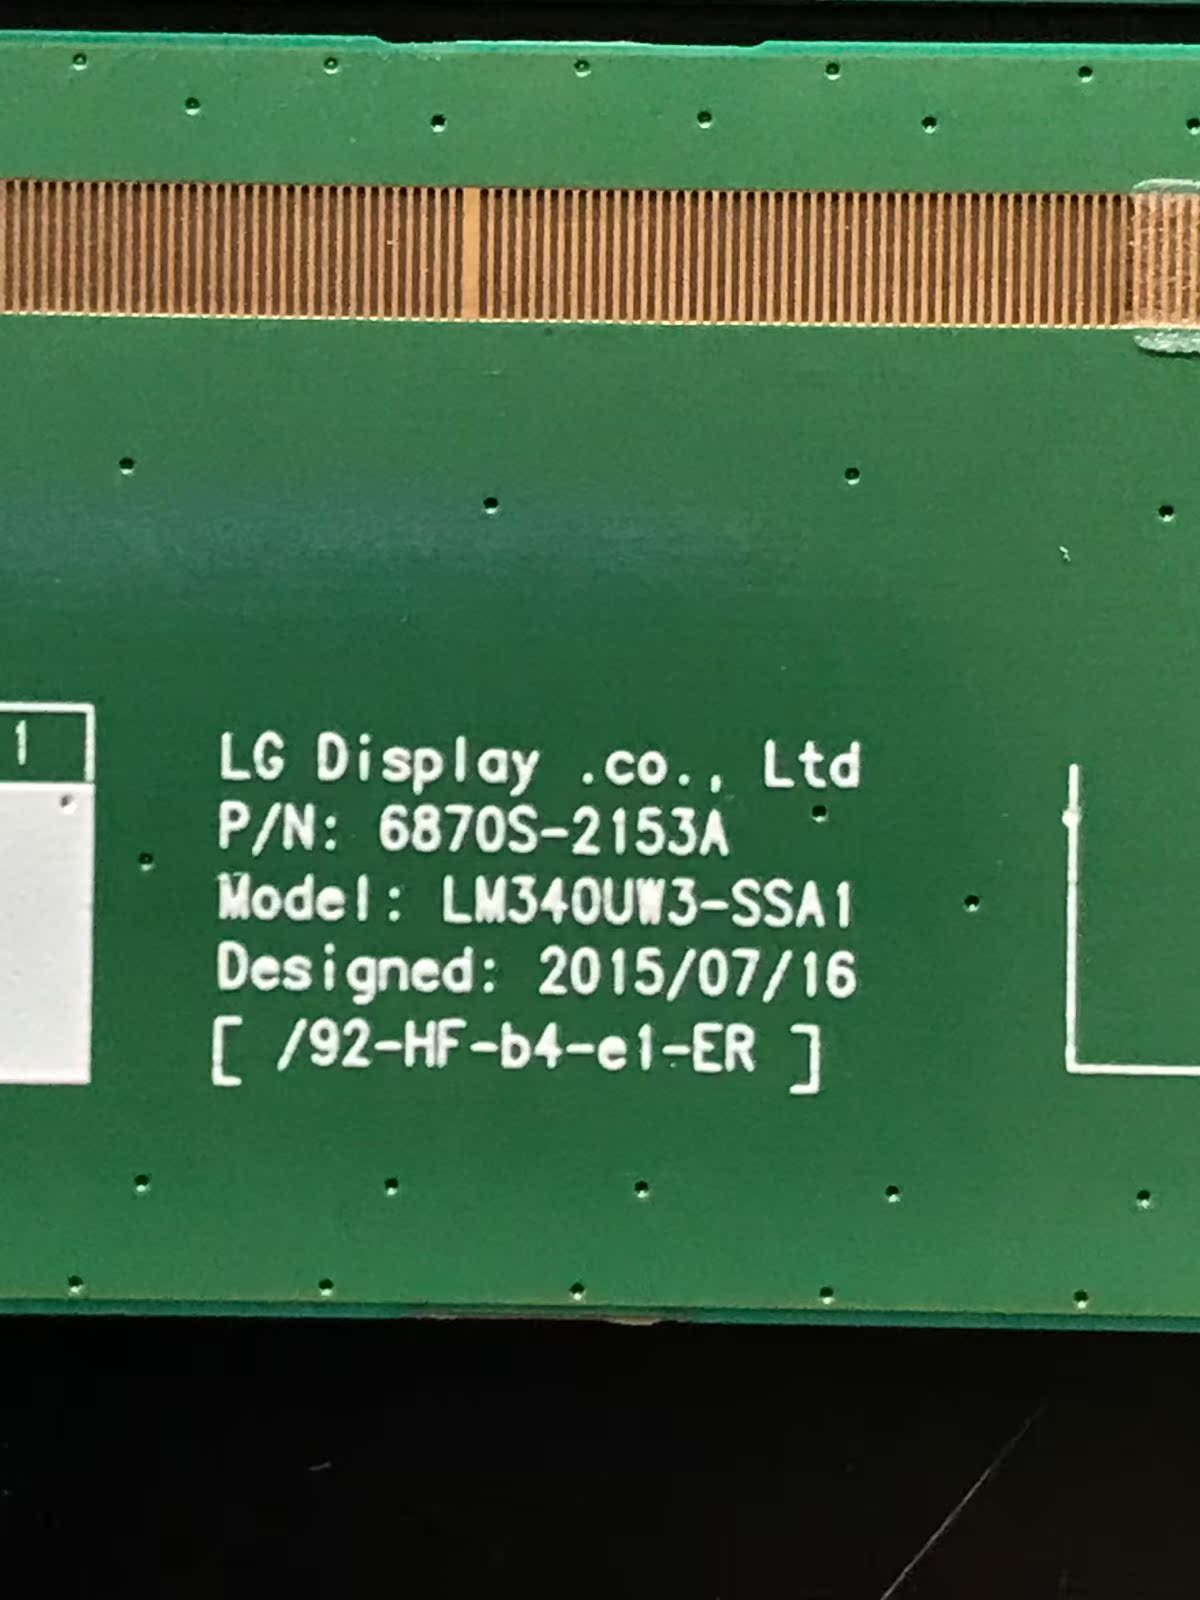 1
LG Display .co., Ltd
P/N: 6870S-2153A
Model: LM340UW3-SSA1
Designed: 2015/07/16
[ /92-HF-b4-e1-ER ]